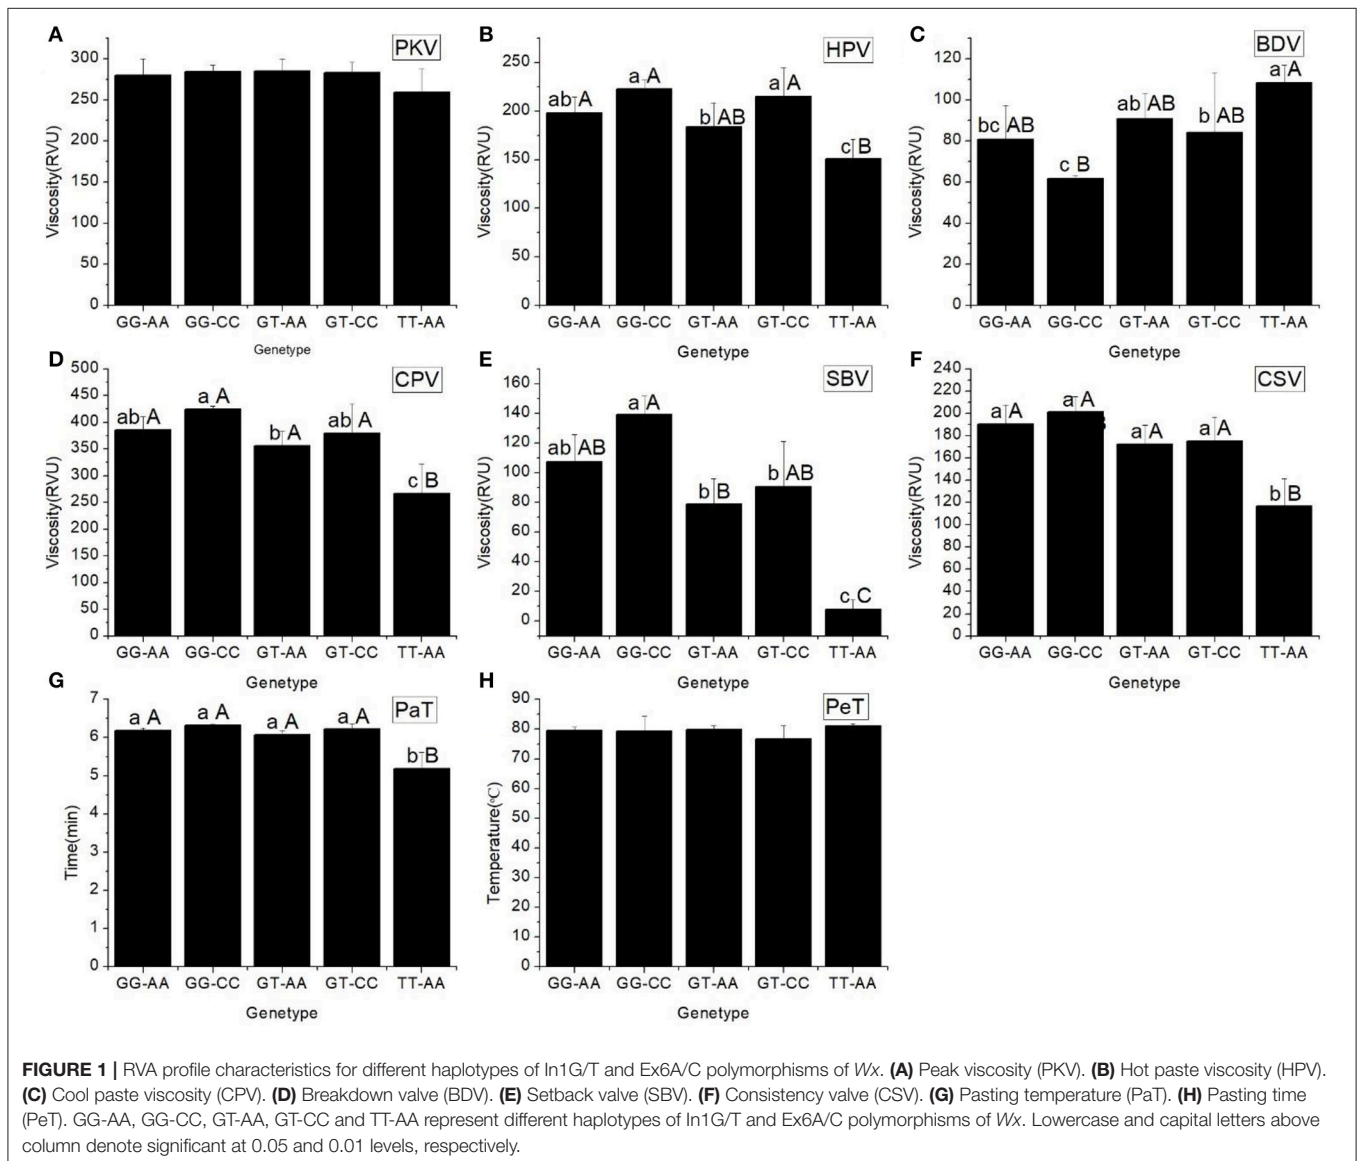 A
PKV
Viscosity(RVU)
300
250
200
150
100
50
0
GG-AA GG-CC GT-AA GT-CC TT-AA
Genetype
B
HPV
Viscosity(RVU)
250
200
150
100
50
0
ab A a A b AB a A c B
GG-AA GG-CC GT-AA GT-CC TT-AA
Genetype
C
BDV
Viscosity(RVU)
120
100
80
60
40
20
0
bc AB c B ab AB b AB a A
GG-AA GG-CC GT-AA GT-CC TT-AA
Genetype
D
CPV
Viscosity(RVU)
500
450
400
350
300
250
200
150
100
50
0
ab A a A b A ab A c B
GG-AA GG-CC GT-AA GT-CC TT-AA
Genetype
E
SBV
Viscosity(RVU)
160
140
120
100
80
60
40
20
0
ab AB a A b B b AB c C
GG-AA GG-CC GT-AA GT-CC TT-AA
Genetype
F
CSV
Viscosity(RVU)
240
220
200
180
160
140
120
100
80
60
40
20
0
a A a A a A a A b B
GG-AA GG-CC GT-AA GT-CC TT-AA
Genetype
G
PaT
Time(min)
7
6
5
4
3
2
1
0
a A a A a A a A b B
GG-AA GG-CC GT-AA GT-CC TT-AA
Genetype
H
PeT
Temperature(°C)
90
80
70
60
50
40
30
20
10
0
GG-AA GG-CC GT-AA GT-CC TT-AA
Genetype
FIGURE 1 | RVA profile characteristics for different haplotypes of In1G/T and Ex6A/C polymorphisms of Wx. (A) Peak viscosity (PKV). (B) Hot paste viscosity (HPV).
(C) Cool paste viscosity (CPV). (D) Breakdown valve (BDV). (E) Setback valve (SBV). (F) Consistency valve (CSV). (G) Pasting temperature (PaT). (H) Pasting time
(PeT). GG-AA, GG-CC, GT-AA, GT-CC and TT-AA represent different haplotypes of In1G/T and Ex6A/C polymorphisms of Wx. Lowercase and capital letters above
column denote significant at 0.05 and 0.01 levels, respectively.